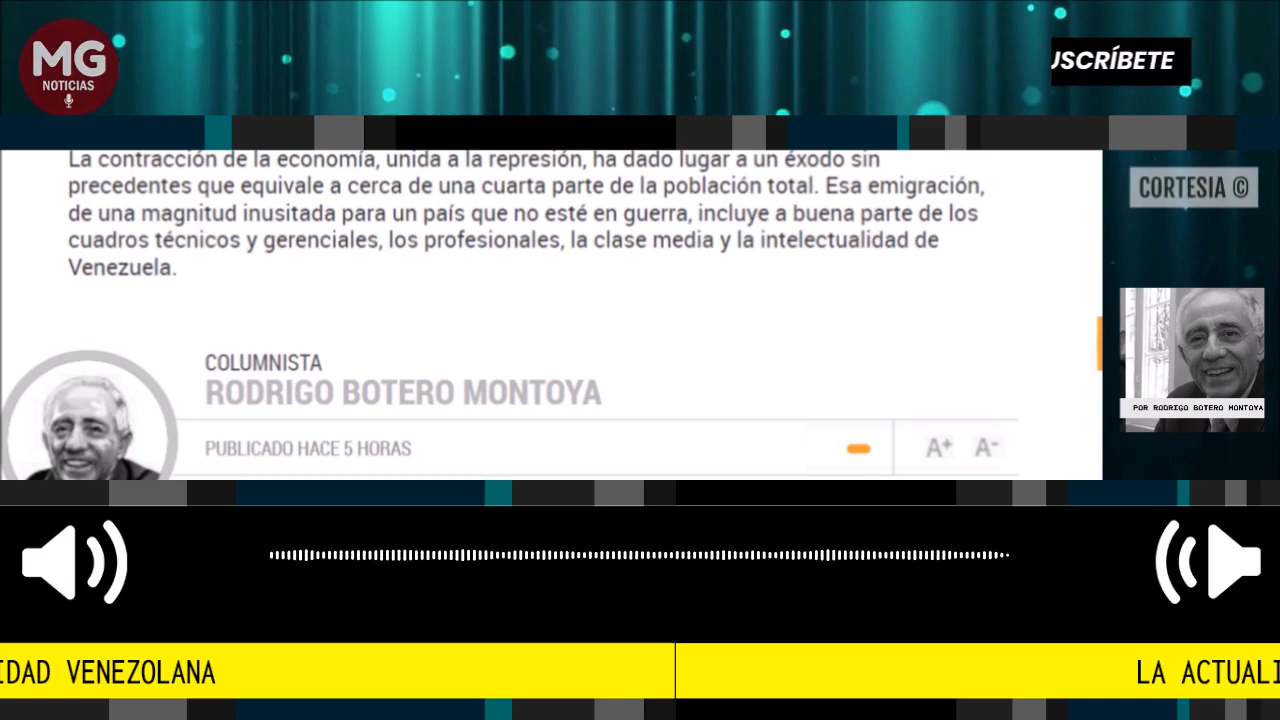 MG
NOTICIAS
USCRÍBETE
La contracción de la economía, unida a la represión, ha dado lugar a un éxodo sin
precedentes que equivale a cerca de una cuarta parte de la población total. Esa emigración,
de una magnitud inusitada para un país que no esté en guerra, incluye a buena parte de los
cuadros técnicos y gerenciales, los profesionales, la clase media y la intelectualidad de
Venezuela.
CORTESIA ©
POR RODRIGO BOTERO MONTOYA
COLUMNISTA
RODRIGO BOTERO MONTOYA
PUBLICADO HACE 5 HORAS
A+ A-
IDAD VENEZOLANA
LA ACTUALI